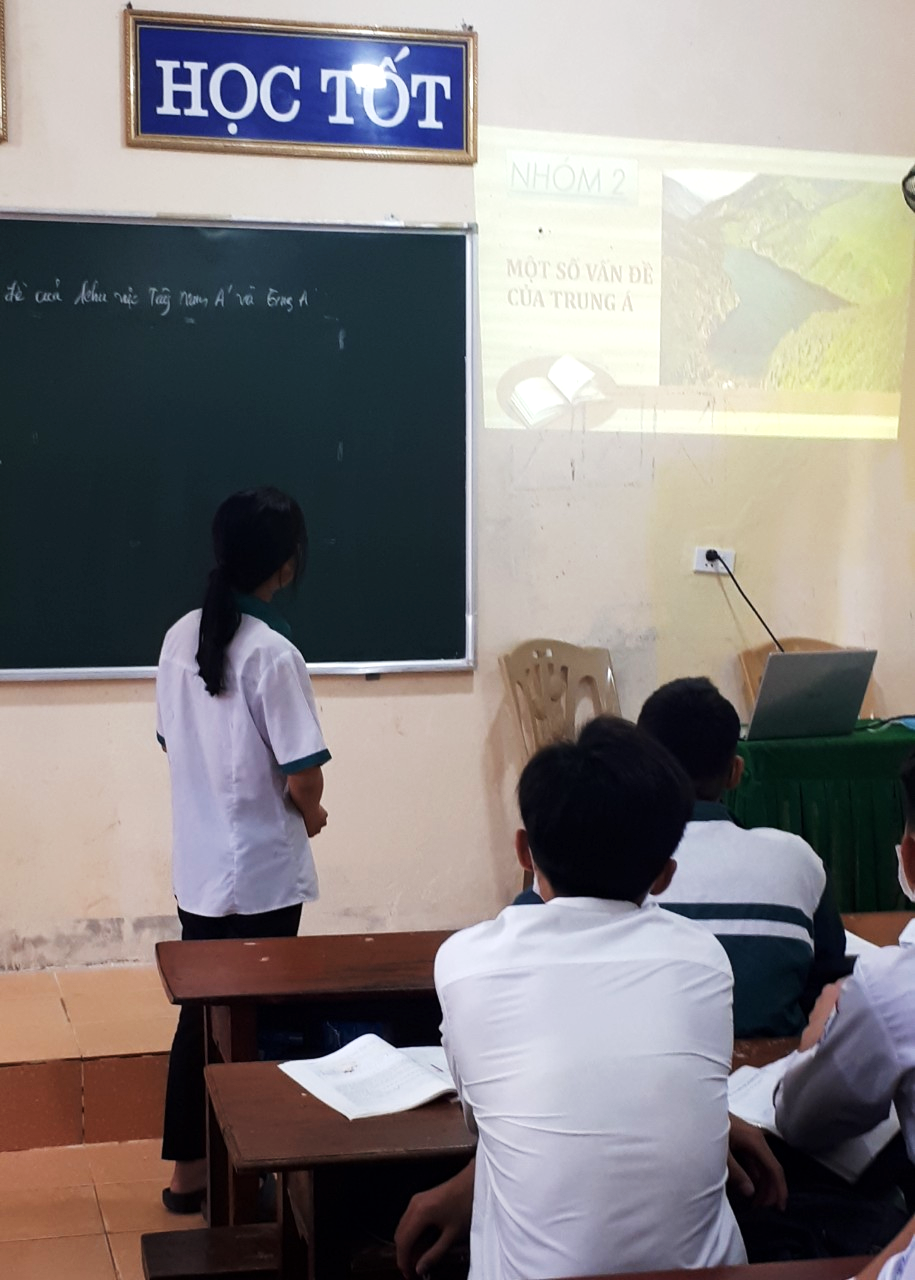 HỌC TỐT
NHÓM 2
MỘT SỐ VẤN ĐỀ
CỦA TRUNG Á
đề của khu vực Tây Nam Á và Trung Á